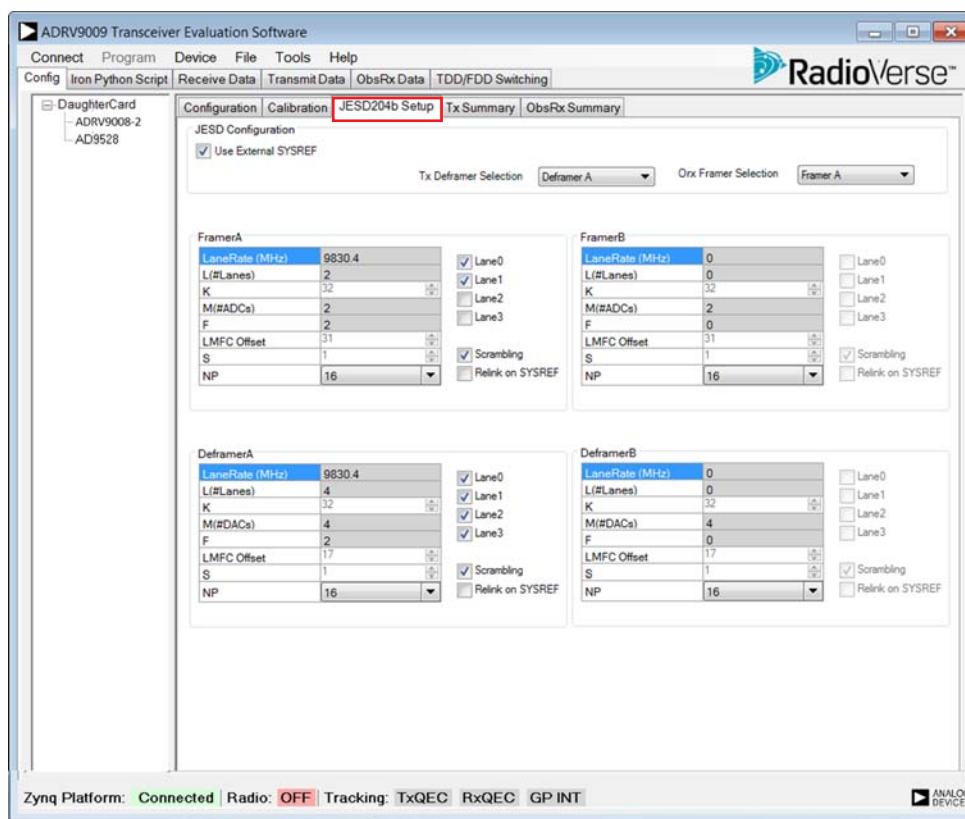 ADRV9009 Transceiver Evaluation Software
Connect Program Device File Tools Help
RadioVerse™
Config Iron Python Script Receive Data Transmit Data ObsRx Data TDD/FDD Switching
DaughterCard
ADRV9008-2
AD9528
Configuration Calibration JESD204b Setup Tx Summary ObsRx Summary
JESD Configuration
Use External SYSREF
Tx Deframer Selection Deframer A Orx Framer Selection Framer A
FramerA
LaneRate (MHz) 9830.4
L(#Lanes) 2
K 32
M(#ADCs) 2
F 2
LMFC Offset 31
S 1
NP 16
Lane0
Lane1
Lane2
Lane3
Scrambling
Relink on SYSREF
FramerB
LaneRate (MHz) 0
L(#Lanes) 0
K 32
M(#ADCs) 2
F 0
LMFC Offset 31
S 1
NP 16
Lane0
Lane1
Lane2
Lane3
Scrambling
Relink on SYSREF
DeframerA
LaneRate (MHz) 9830.4
L(#Lanes) 4
K 32
M(#DACs) 4
F 2
LMFC Offset 17
S 1
NP 16
Lane0
Lane1
Lane2
Lane3
Scrambling
Relink on SYSREF
DeframerB
LaneRate (MHz) 0
L(#Lanes) 0
K 32
M(#DACs) 4
F 0
LMFC Offset 17
S 1
NP 16
Lane0
Lane1
Lane2
Lane3
Scrambling
Relink on SYSREF
Zynq Platform: Connected Radio: OFF Tracking: TxQEC RxQEC GP INT
ANALO
DEVICE